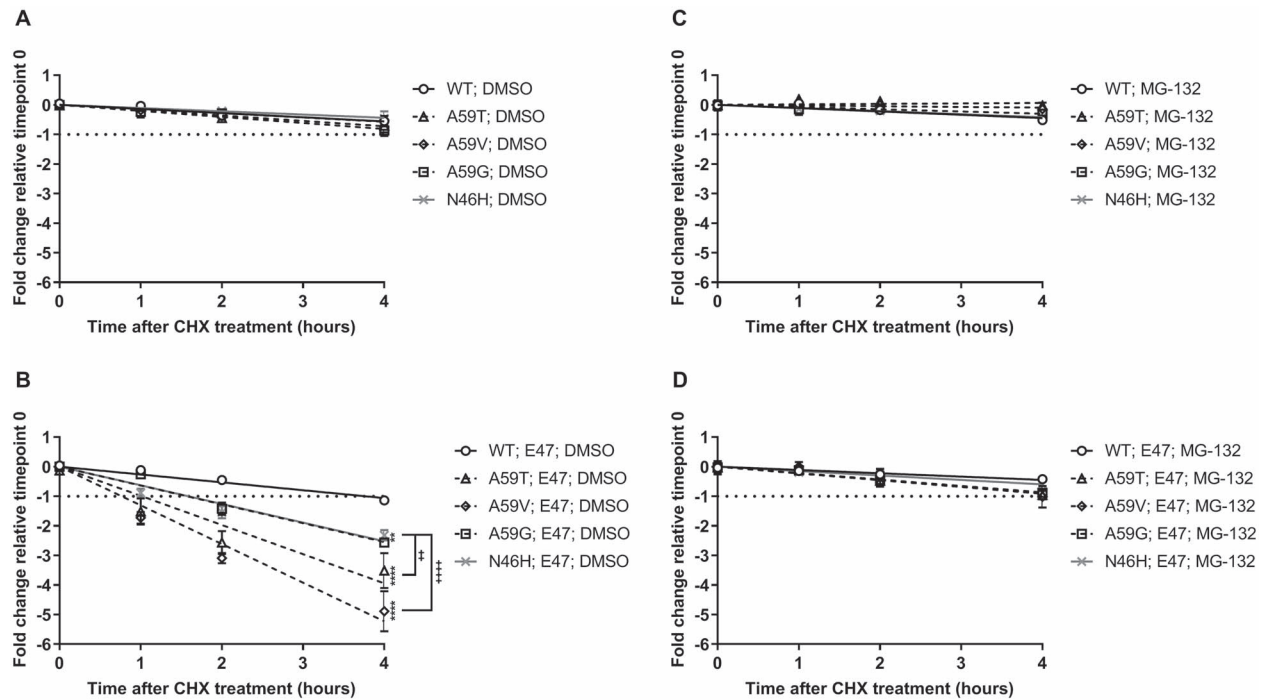 A
Fold change relative timepoint 0
1
0
-1
-2
-3
-4
-5
-6
0
1
2
3
4
Time after CHX treatment (hours)
WT; DMSO
A59T; DMSO
A59V; DMSO
A59G; DMSO
N46H; DMSO
C
Fold change relative timepoint 0
1
0
-1
-2
-3
-4
-5
-6
0
1
2
3
4
Time after CHX treatment (hours)
WT; MG-132
A59T; MG-132
A59V; MG-132
A59G; MG-132
N46H; MG-132
B
Fold change relative timepoint 0
1
0
-1
-2
-3
-4
-5
-6
0
1
2
3
4
Time after CHX treatment (hours)
**
****
****
‡‡
‡‡‡‡
WT; E47; DMSO
A59T; E47; DMSO
A59V; E47; DMSO
A59G; E47; DMSO
N46H; E47; DMSO
D
Fold change relative timepoint 0
1
0
-1
-2
-3
-4
-5
-6
0
1
2
3
4
Time after CHX treatment (hours)
WT; E47; MG-132
A59T; E47; MG-132
A59V; E47; MG-132
A59G; E47; MG-132
N46H; E47; MG-132